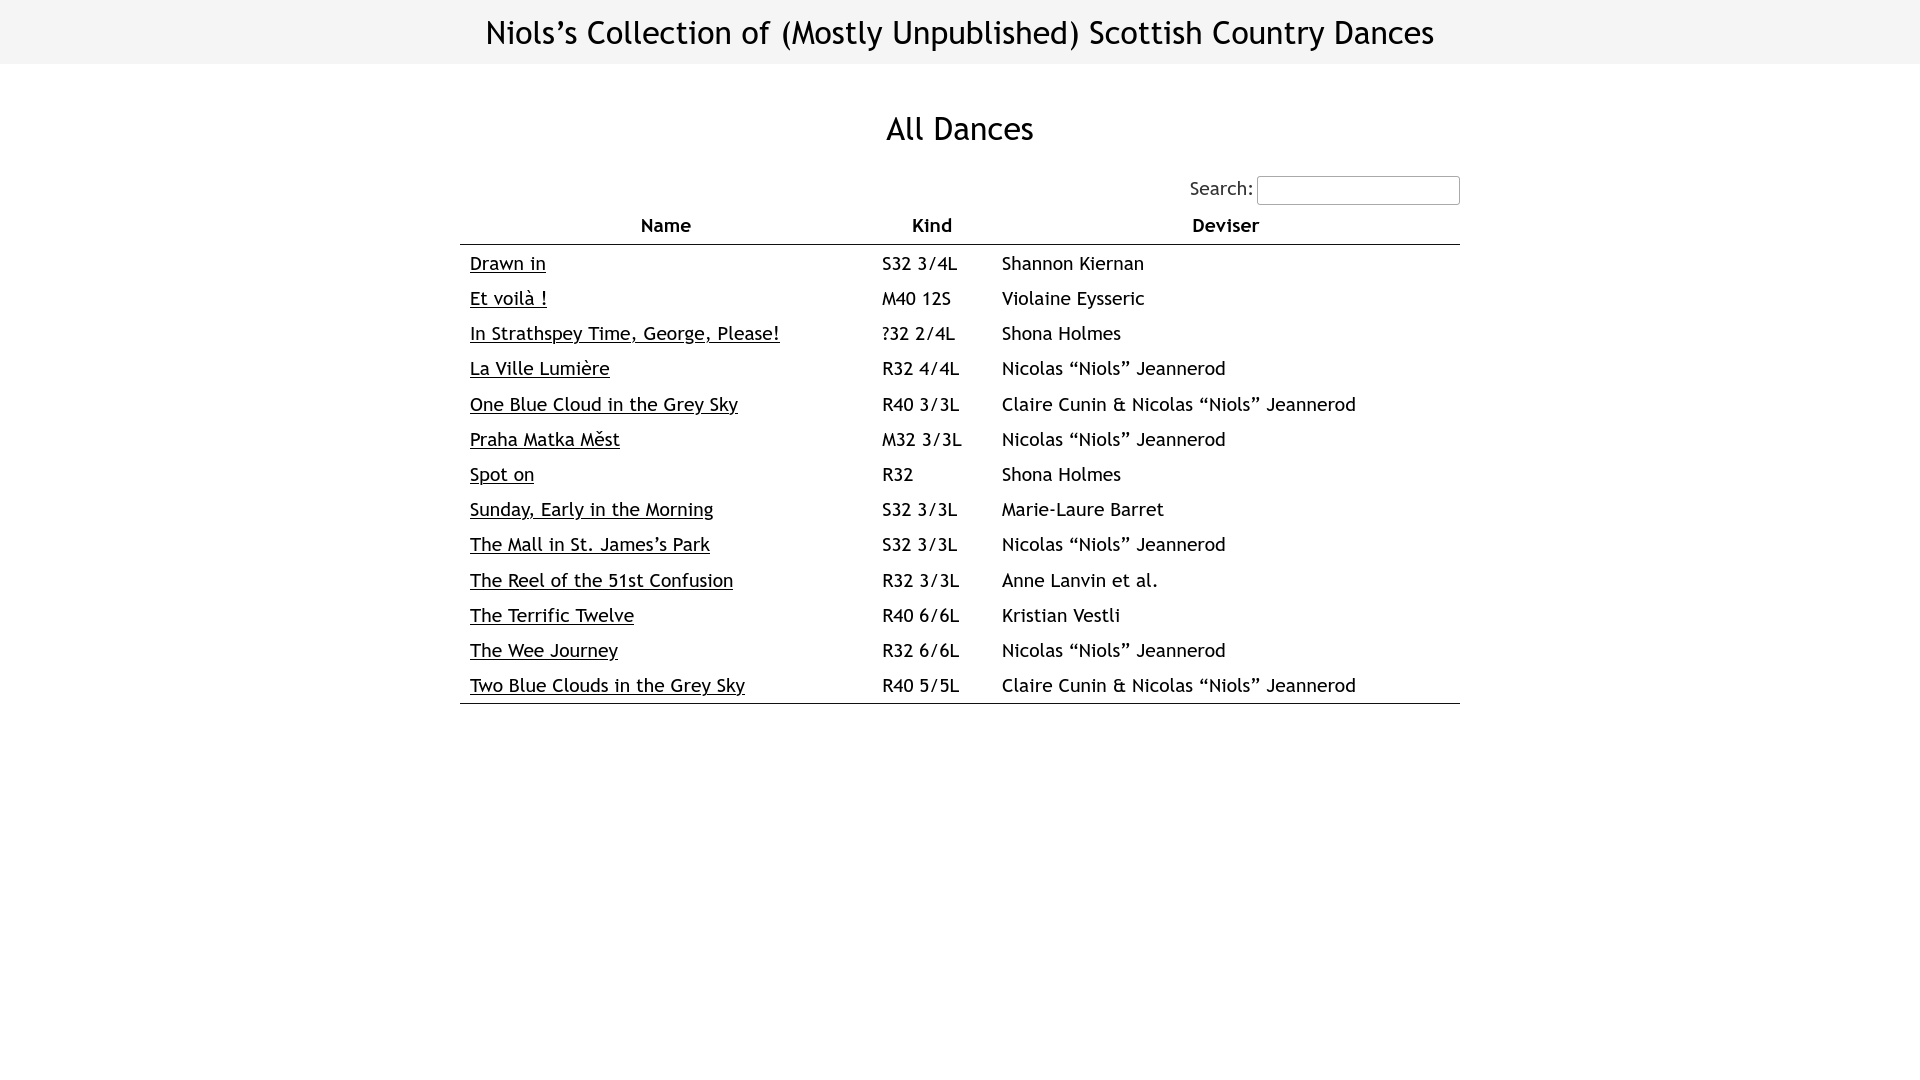 Niols’s Collection of (Mostly Unpublished) Scottish Country Dances
All Dances
Search:
Name Kind Deviser
Drawn in S32 3/4L Shannon Kiernan
Et voilà ! M40 12S Violaine Eysseric
In Strathspey Time, George, Please! ?32 2/4L Shona Holmes
La Ville Lumière R32 4/4L Nicolas “Niols” Jeannerod
One Blue Cloud in the Grey Sky R40 3/3L Claire Cunin & Nicolas “Niols” Jeannerod
Praha Matka Měst M32 3/3L Nicolas “Niols” Jeannerod
Spot on R32 Shona Holmes
Sunday, Early in the Morning S32 3/3L Marie-Laure Barret
The Mall in St. James’s Park S32 3/3L Nicolas “Niols” Jeannerod
The Reel of the 51st Confusion R32 3/3L Anne Lanvin et al.
The Terrific Twelve R40 6/6L Kristian Vestli
The Wee Journey R32 6/6L Nicolas “Niols” Jeannerod
Two Blue Clouds in the Grey Sky R40 5/5L Claire Cunin & Nicolas “Niols” Jeannerod